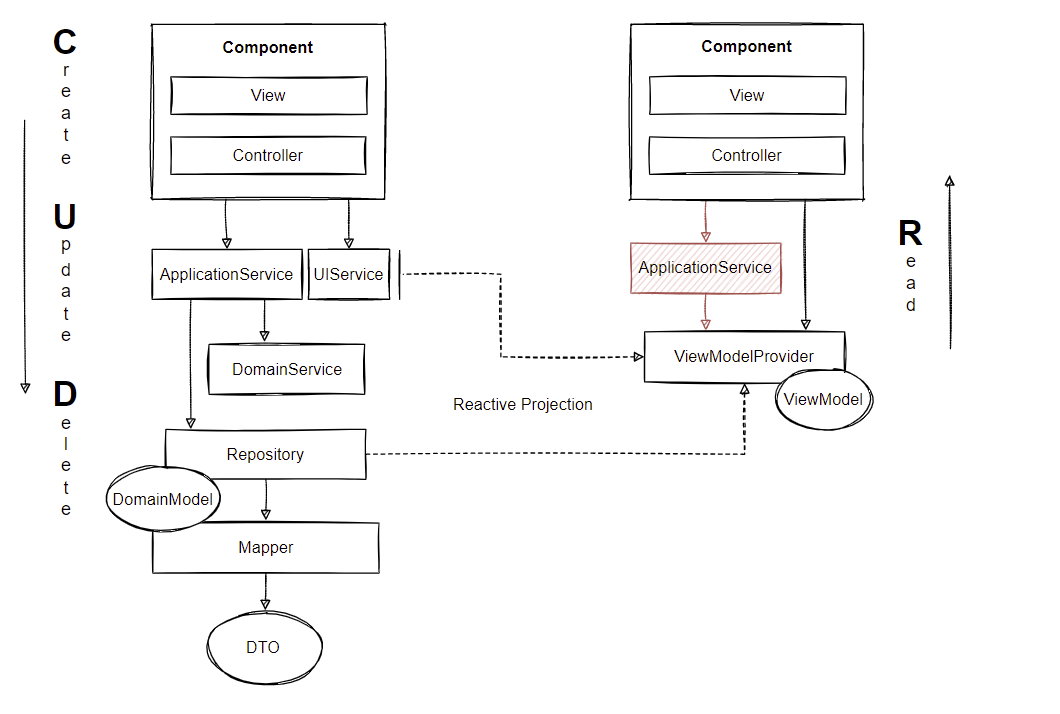 Create
Update
Delete
Component
View
Controller
ApplicationService
UIService
DomainService
Repository
DomainModel
Mapper
DTO
Reactive Projection
Component
View
Controller
ApplicationService
ViewModelProvider
ViewModel
Read